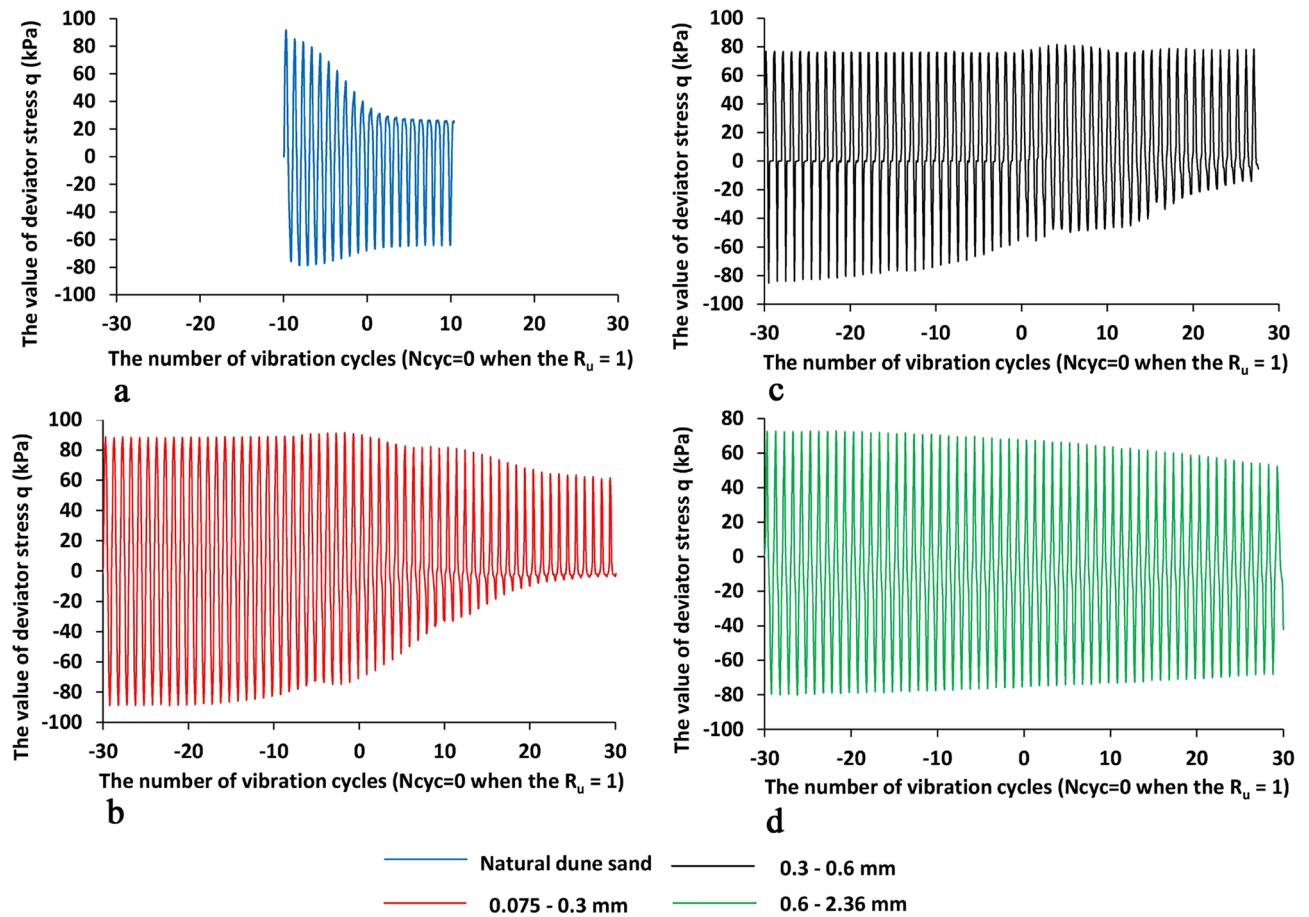 The value of deviator stress q (kPa)
100
80
60
40
20
0
-20
-40
-60
-80
-100
-30 -20 -10 0 10 20 30
The number of vibration cycles (Ncyc=0 when the Ru = 1)
a
The value of deviator stress q (kPa)
100
80
60
40
20
0
-20
-40
-60
-80
-100
-30 -20 -10 0 10 20 30
The number of vibration cycles (Ncyc=0 when the Ru = 1)
c
The value of deviator stress q (kPa)
100
80
60
40
20
0
-20
-40
-60
-80
-100
-30 -20 -10 0 10 20 30
The number of vibration cycles (Ncyc=0 when the Ru = 1)
b
The value of deviator stress q (kPa)
80
60
40
20
0
-20
-40
-60
-80
-100
-30 -20 -10 0 10 20 30
The number of vibration cycles (Ncyc=0 when the Ru = 1)
d
Natural dune sand
0.3 - 0.6 mm
0.075 - 0.3 mm
0.6 - 2.36 mm